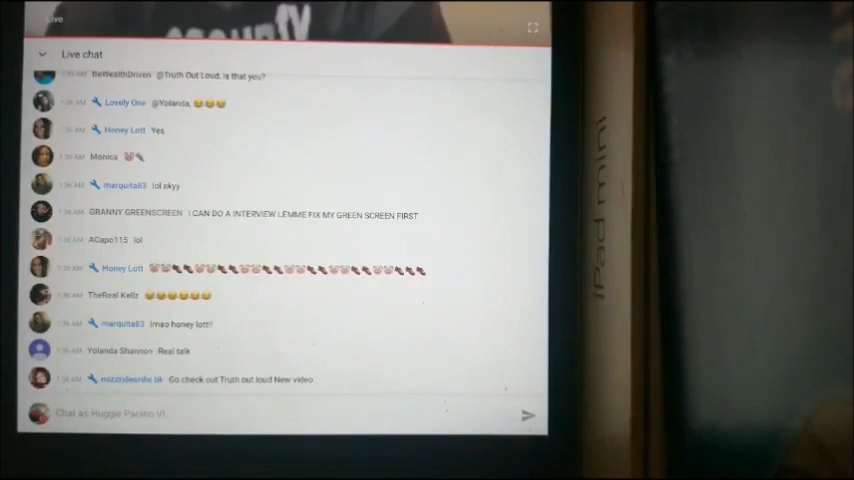 Live
Live chat
BeWealthDriven @Truth Out Loud, is that you?
1:36 AM Lovely One @Yolanda, 😂😂😂
1:36 AM Honey Lott Yes
1:36 AM Monica
1:36 AM marquita83 lol skyy
1:36 AM GRANNY GREENSCREEN I CAN DO A INTERVIEW LEMME FIX MY GREEN SCREEN FIRST
1:36 AM ACapo115 lol
1:36 AM Honey Lott
1:36 AM TheReal Kellz
1:36 AM marquita83 lmao honey lott!!
1:36 AM Yolanda Shannon Real talk
1:36 AM mizztideordie bk Go check out Truth out loud New video
Chat as Huggie Pacino VI...
iPad mini